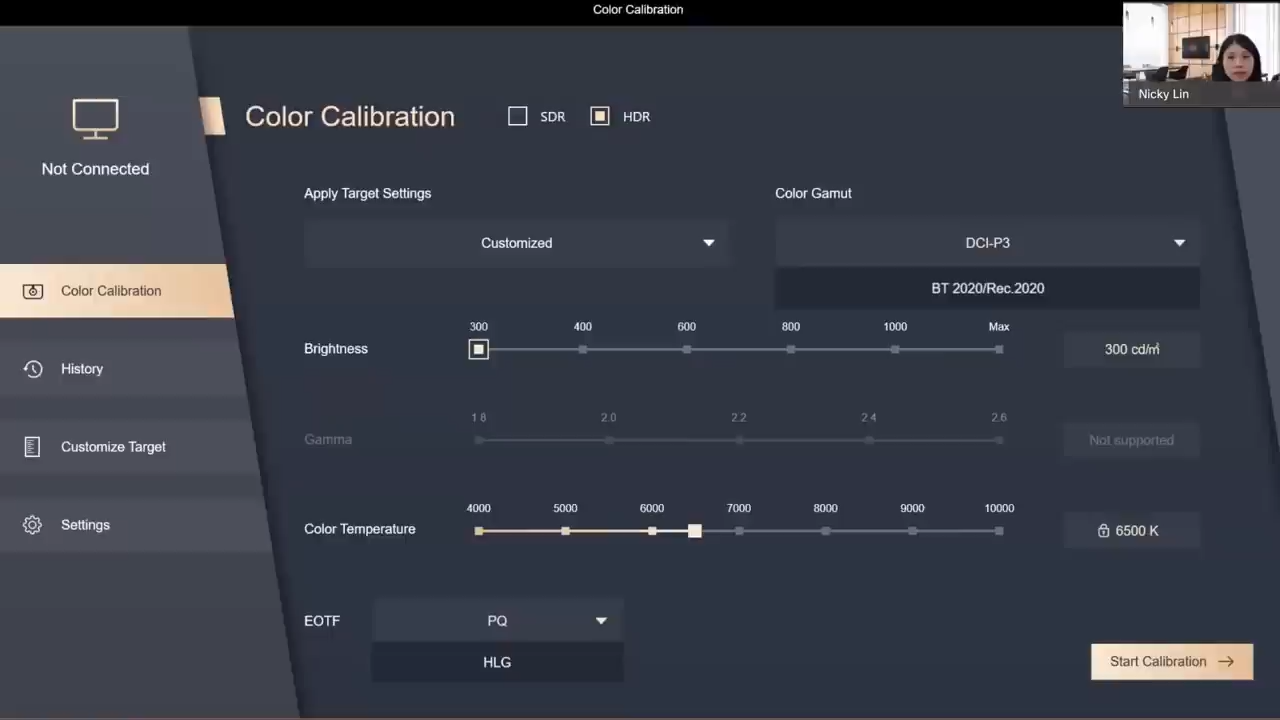 Color Calibration
Nicky Lin
Not Connected
Color Calibration
History
Customize Target
Settings
Color Calibration
SDR
HDR
Apply Target Settings
Customized
Color Gamut
DCI-P3
BT 2020/Rec.2020
Brightness
300 400 600 800 1000 Max
300 cd/㎡
Gamma
1.8 2.0 2.2 2.4 2.6
Not supported
Color Temperature
4000 5000 6000 7000 8000 9000 10000
6500 K
EOTF
PQ
HLG
Start Calibration →